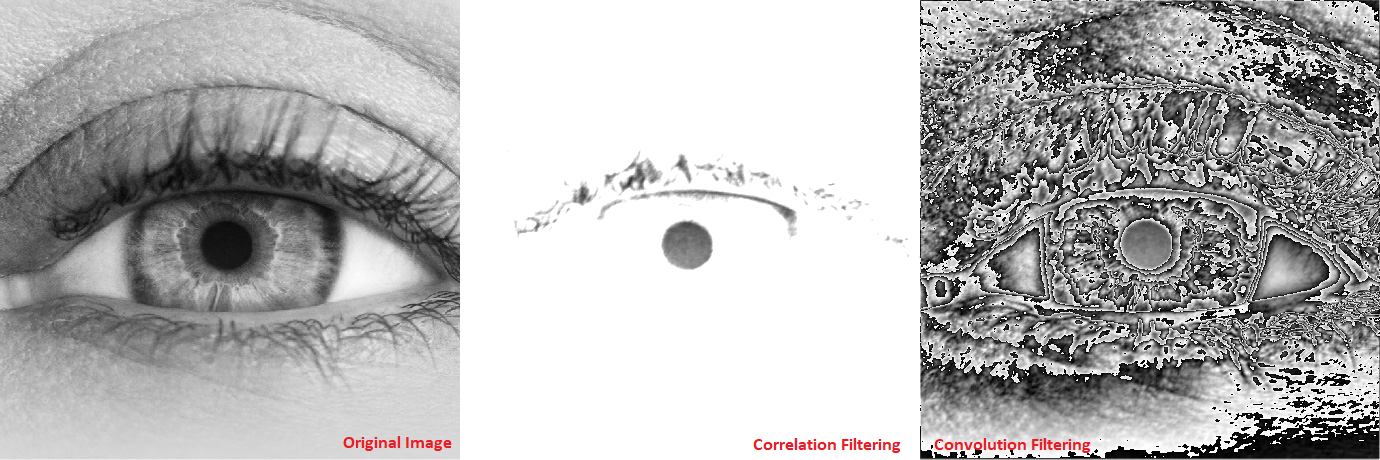 Original Image
Correlation Filtering
Convolution Filtering